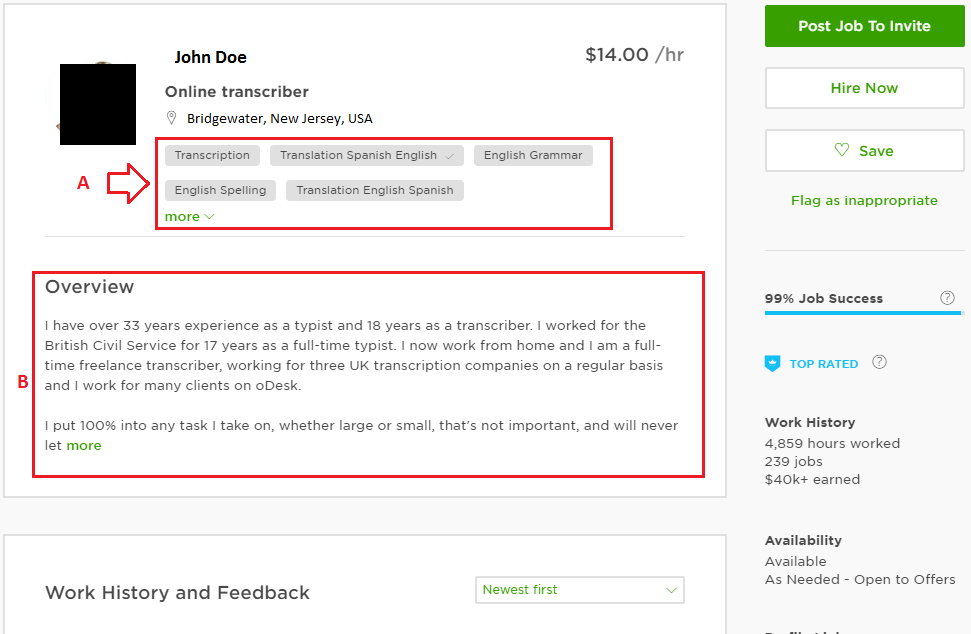 John Doe
$14.00 /hr
Online transcriber
Bridgewater, New Jersey, USA
A
Transcription
Translation Spanish English
English Grammar
English Spelling
Translation English Spanish
more
B
Overview
I have over 33 years experience as a typist and 18 years as a transcriber. I worked for the
British Civil Service for 17 years as a full-time typist. I now work from home and I am a full-
time freelance transcriber, working for three UK transcription companies on a regular basis
and I work for many clients on oDesk.
I put 100% into any task I take on, whether large or small, that's not important, and will never
let more
Work History and Feedback
Newest first
Post Job To Invite
Hire Now
Save
Flag as inappropriate
99% Job Success
?
TOP RATED
?
Work History
4,859 hours worked
239 jobs
$40k+ earned
Availability
Available
As Needed - Open to Offers